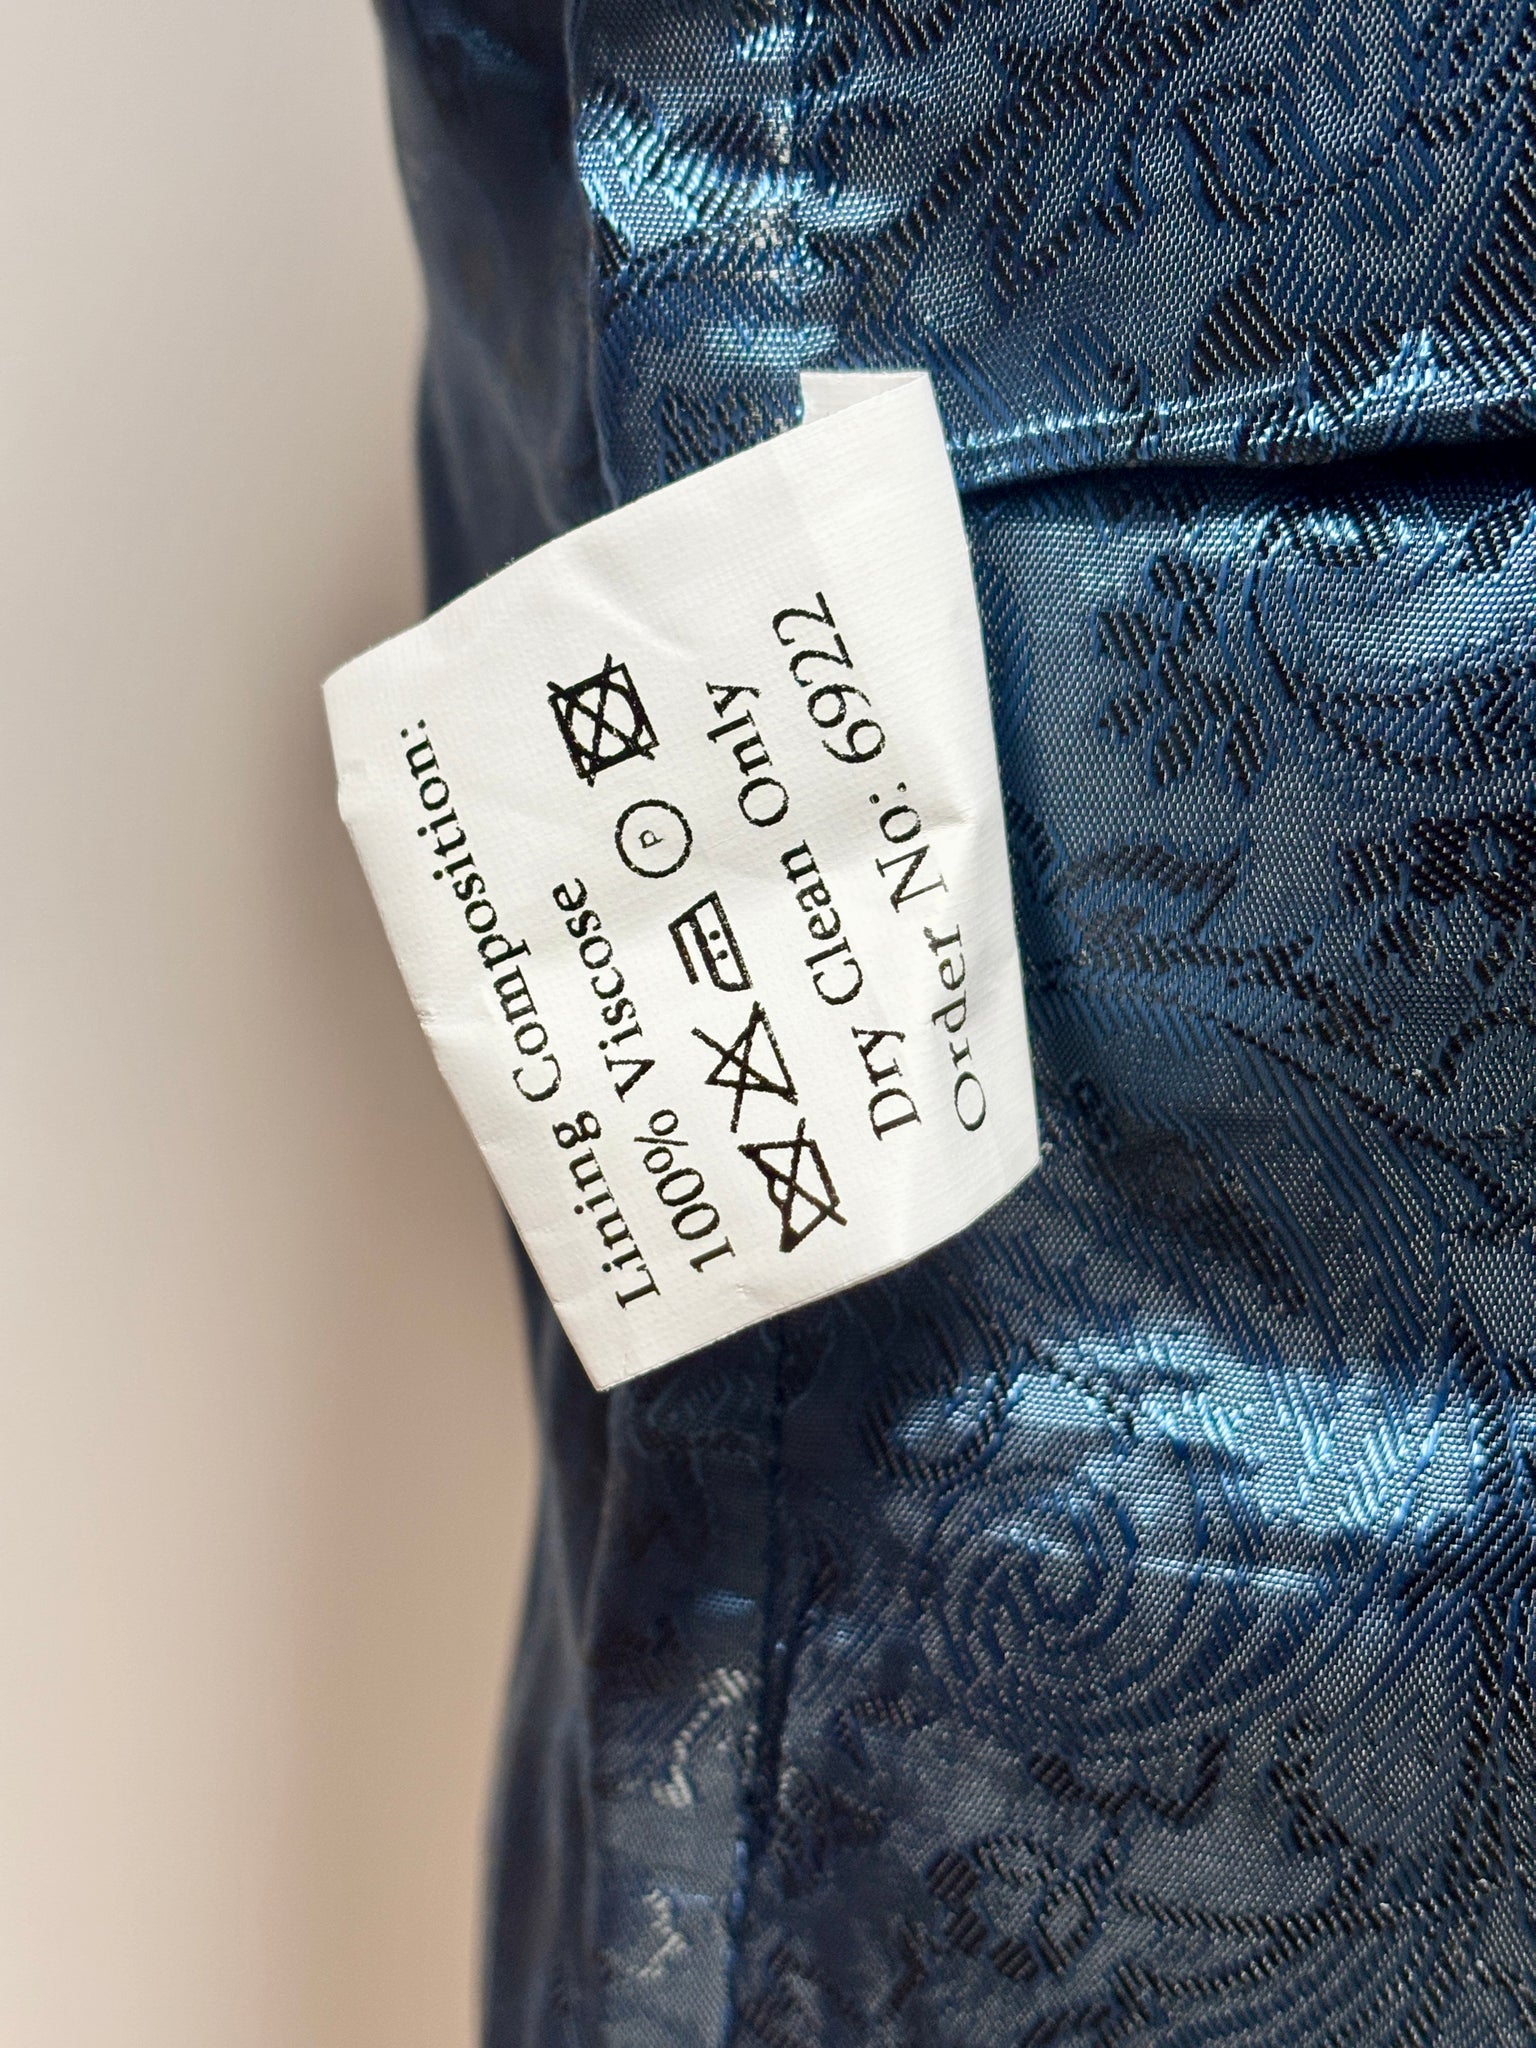 Lining Composition:
100% Viscose
P
Dry Clean Only
Order No: 6922